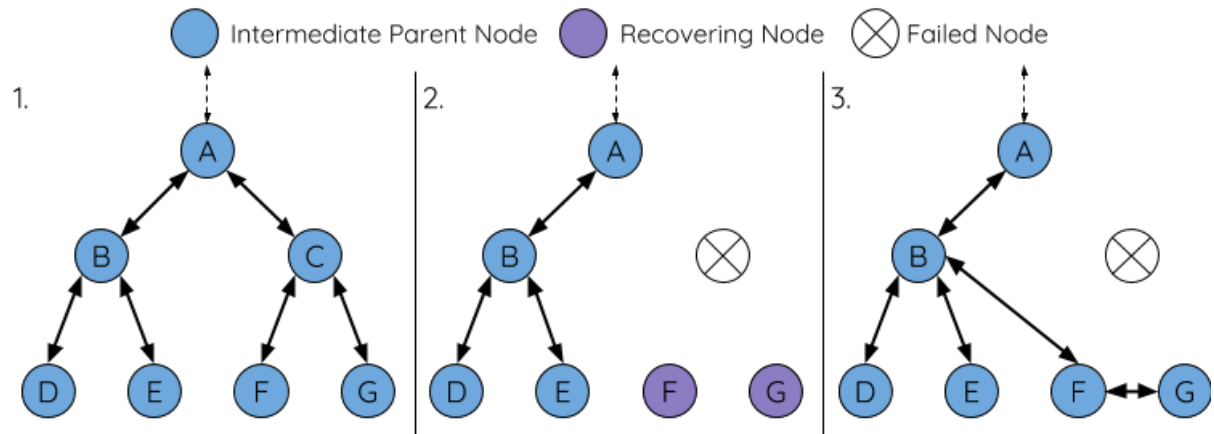 Intermediate Parent Node Recovering Node Failed Node
1. 2. 3.
A A A
B C B B
D E F G D E F G D E F G